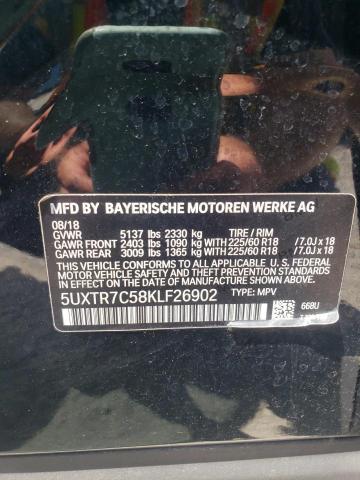 MFD BY BAYERISCHE MOTOREN WERKE AG
08/18
GVWR 5137 lbs 2330 kg TIRE / RIM
GAWR FRONT 2403 lbs 1090 kg WITH 225/60 R18 /7.0J x 18
GAWR REAR 3009 lbs 1365 kg WITH 225/60 R18 /7.0J x 18
THIS VEHICLE CONFORMS TO ALL APPLICABLE U.S. FEDERAL
MOTOR VEHICLE SAFETY STANDARDS IN EFFECT ON THE
DATE OF MANUFACTURE SHOWN ABOVE.
5UXTR7C58KLF26902 TYPE: MPV
668U